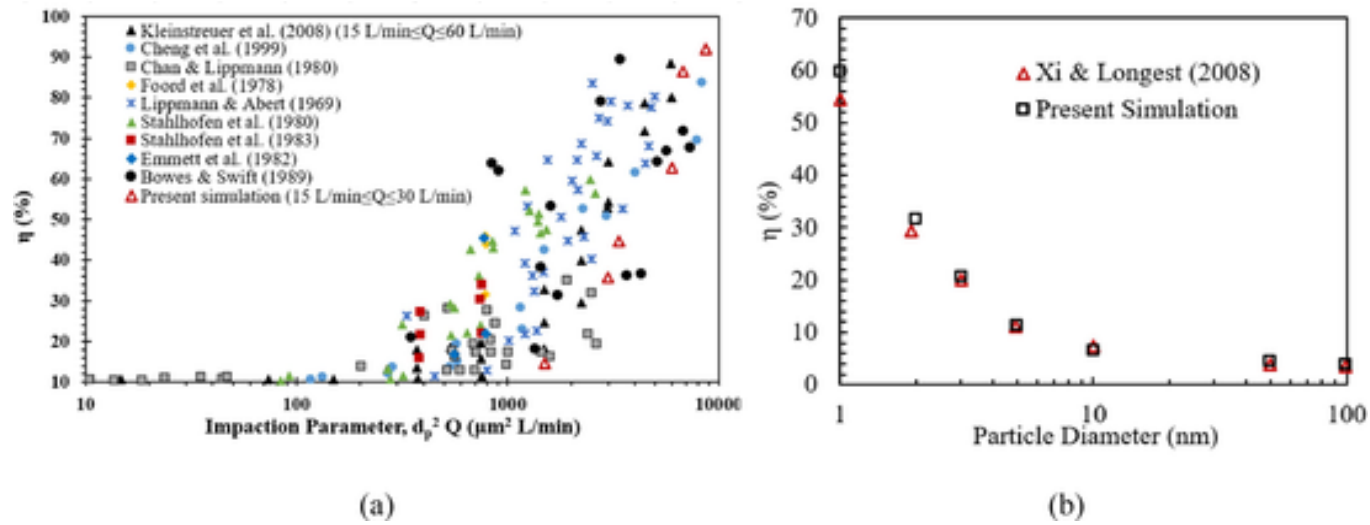 100
90
80
70
60
50
40
30
20
10
η (%)
Kleinstreuer et al. (2008) (15 L/min≤Q≤60 L/min)
Cheng et al. (1999)
Chan & Lippmann (1980)
Foord et al. (1978)
Lippmann & Abert (1969)
Stahlhofen et al. (1980)
Stahlhofen et al. (1983)
Emmett et al. (1982)
Bowes & Swift (1989)
Present simulation (15 L/min≤Q≤30 L/min)
10 100 1000 10000
Impaction Parameter, dₚ² Q (μm² L/min)
(a)
70
60
50
40
30
20
10
0
η (%)
Xi & Longest (2008)
Present Simulation
1 10 100
Particle Diameter (nm)
(b)